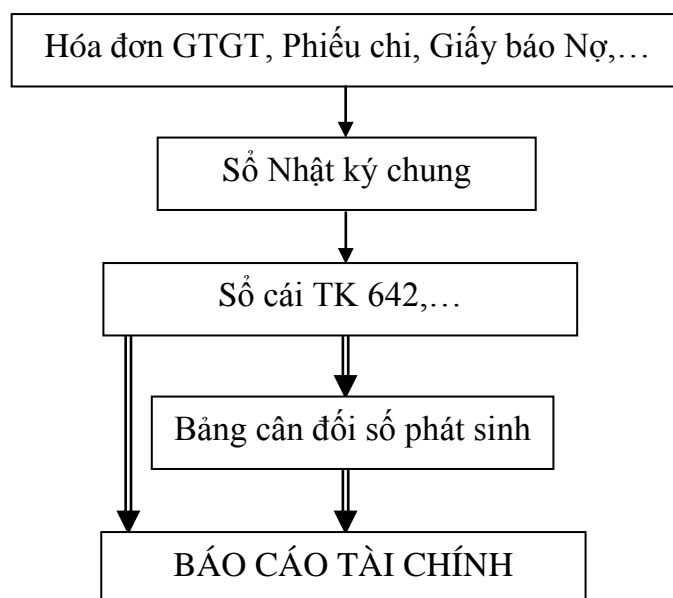 Hóa đơn GTGT, Phiếu chi, Giấy báo Nợ,…
Sổ Nhật ký chung
Sổ cái TK 642,…
Bảng cân đối số phát sinh
BÁO CÁO TÀI CHÍNH